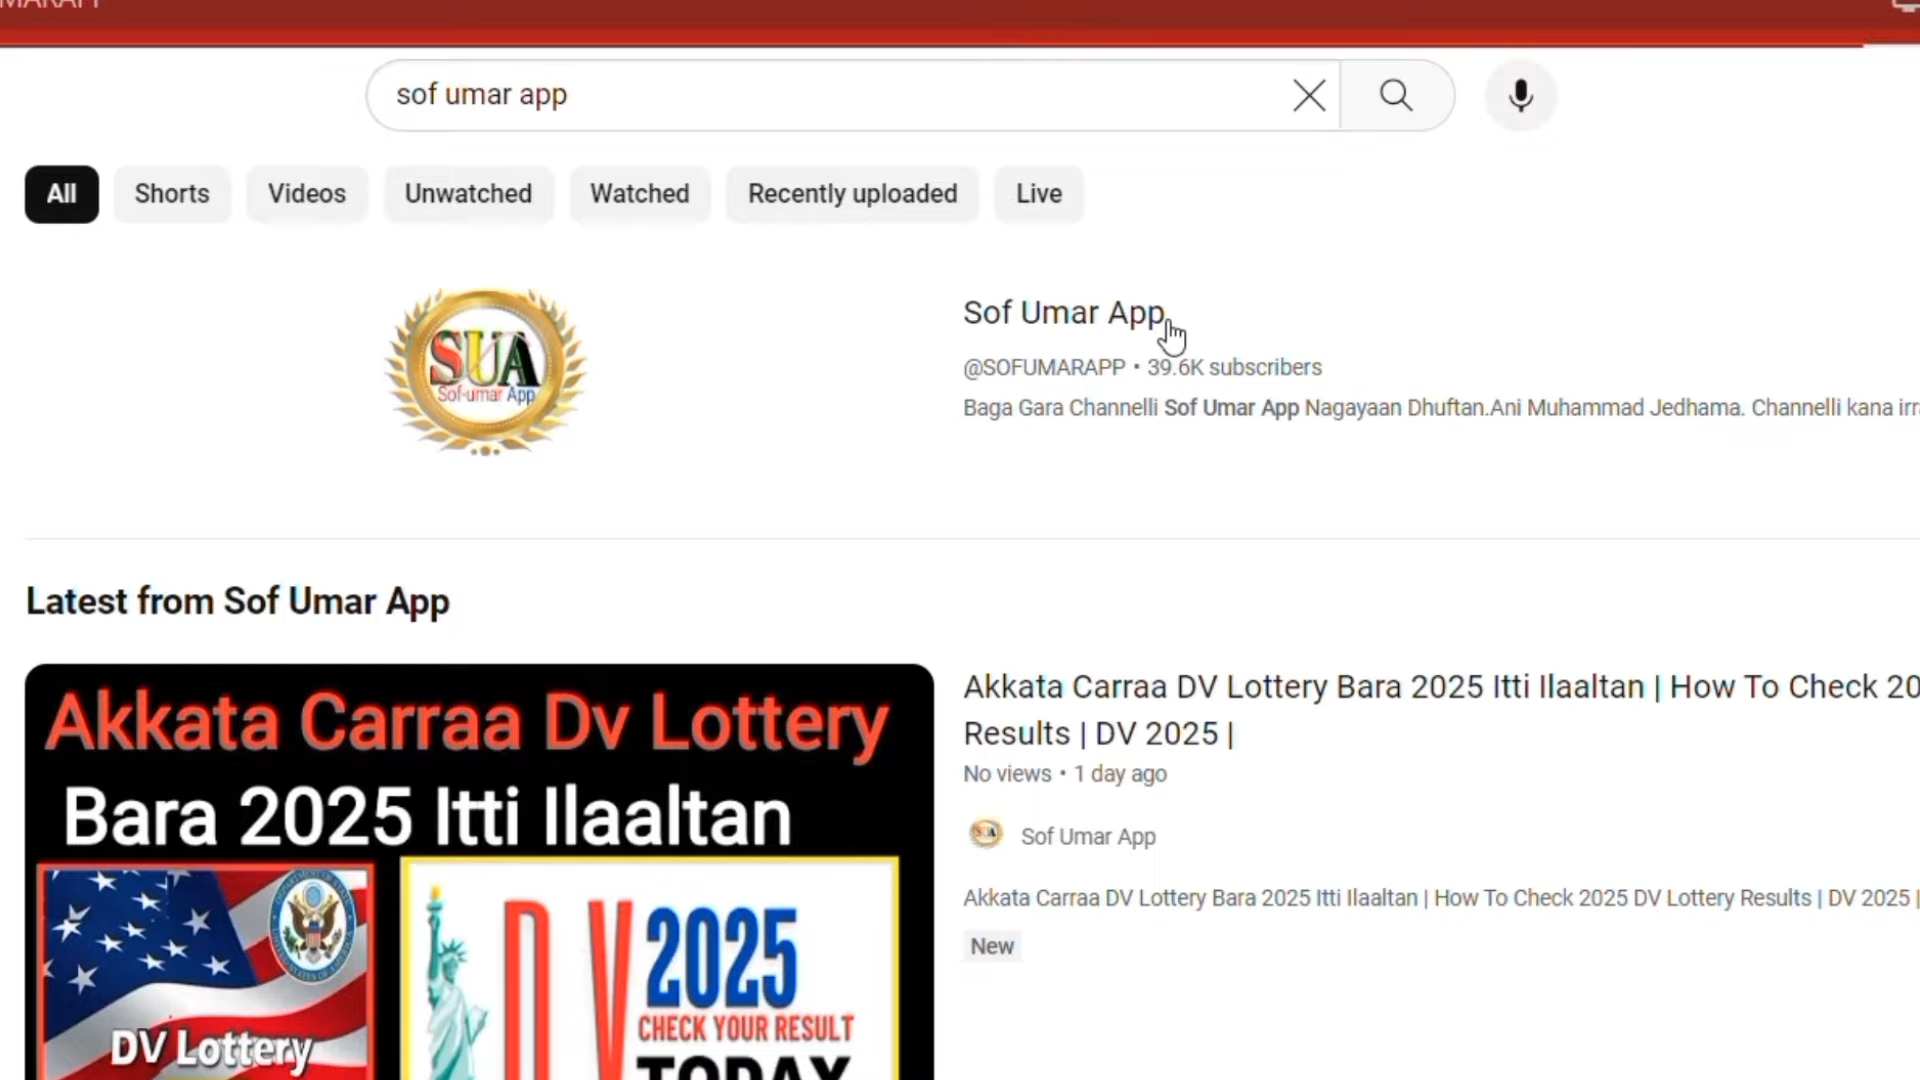 sof umar app
All Shorts Videos Unwatched Watched Recently uploaded Live
SUA
Sof-umar App
Sof Umar App
@SOFUMARAPP • 39.6K subscribers
Baga Gara Channelli Sof Umar App Nagayaan Dhuftan.Ani Muhammad Jedhama. Channelli kana
Latest from Sof Umar App
Akkata Carraa Dv Lottery
Bara 2025 Itti Ilaaltan
DV Lottery
DV 2025
CHECK YOUR RESULT
TODAY
Akkata Carraa DV Lottery Bara 2025 Itti Ilaaltan | How To Check 20
Results | DV 2025 |
No views • 1 day ago
SUA
Sof Umar App
Akkata Carraa DV Lottery Bara 2025 Itti Ilaaltan | How To Check 2025 DV Lottery Results | DV 2025 |
New